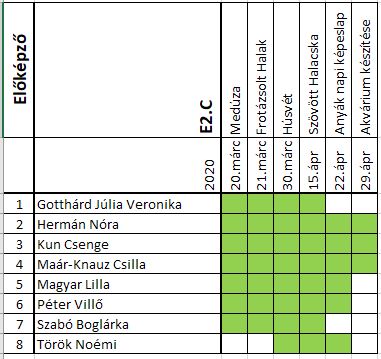 Előképző
E2.C
2020
20.márc Medúza
21.márc Frotázsolt Halak
30.márc Húsvét
15.ápr Szövött Halacska
22.ápr Anyák napi képeslap
29.ápr Akvárium készítése
1 Gotthárd Júlia Veronika
2 Hermán Nóra
3 Kun Csenge
4 Maár-Knauz Csilla
5 Magyar Lilla
6 Péter Villő
7 Szabó Boglárka
8 Török Noémi